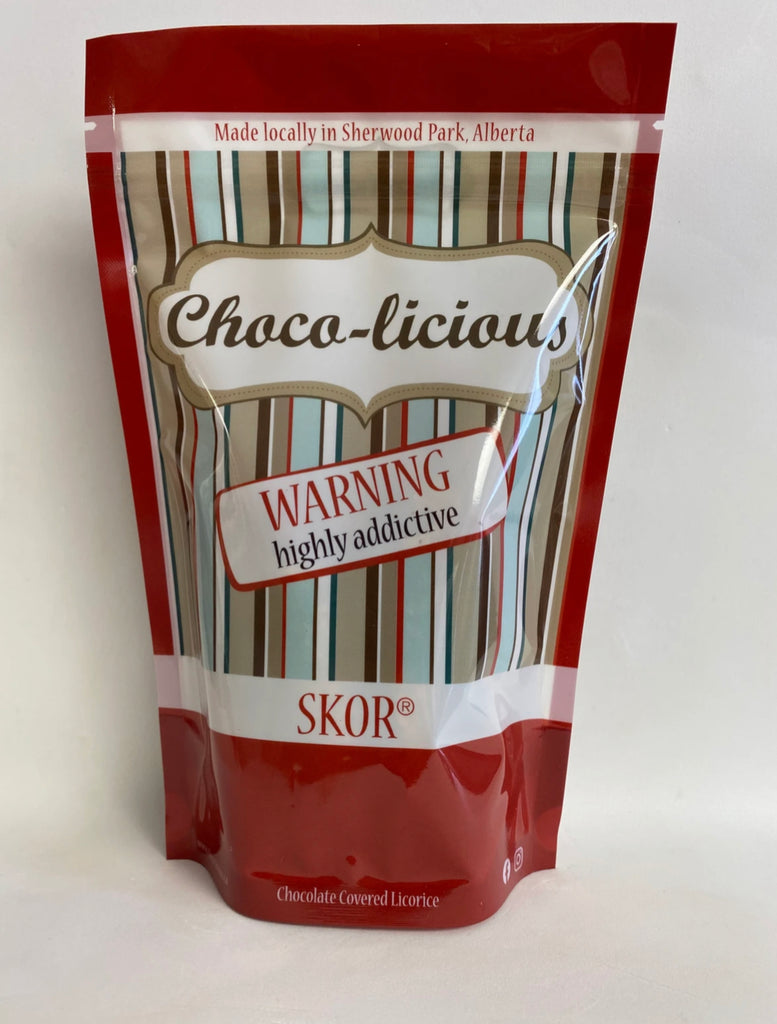 Made locally in Sherwood Park, Alberta
Choco-licious
WARNING
highly addictive
SKOR®
Chocolate Covered Licorice